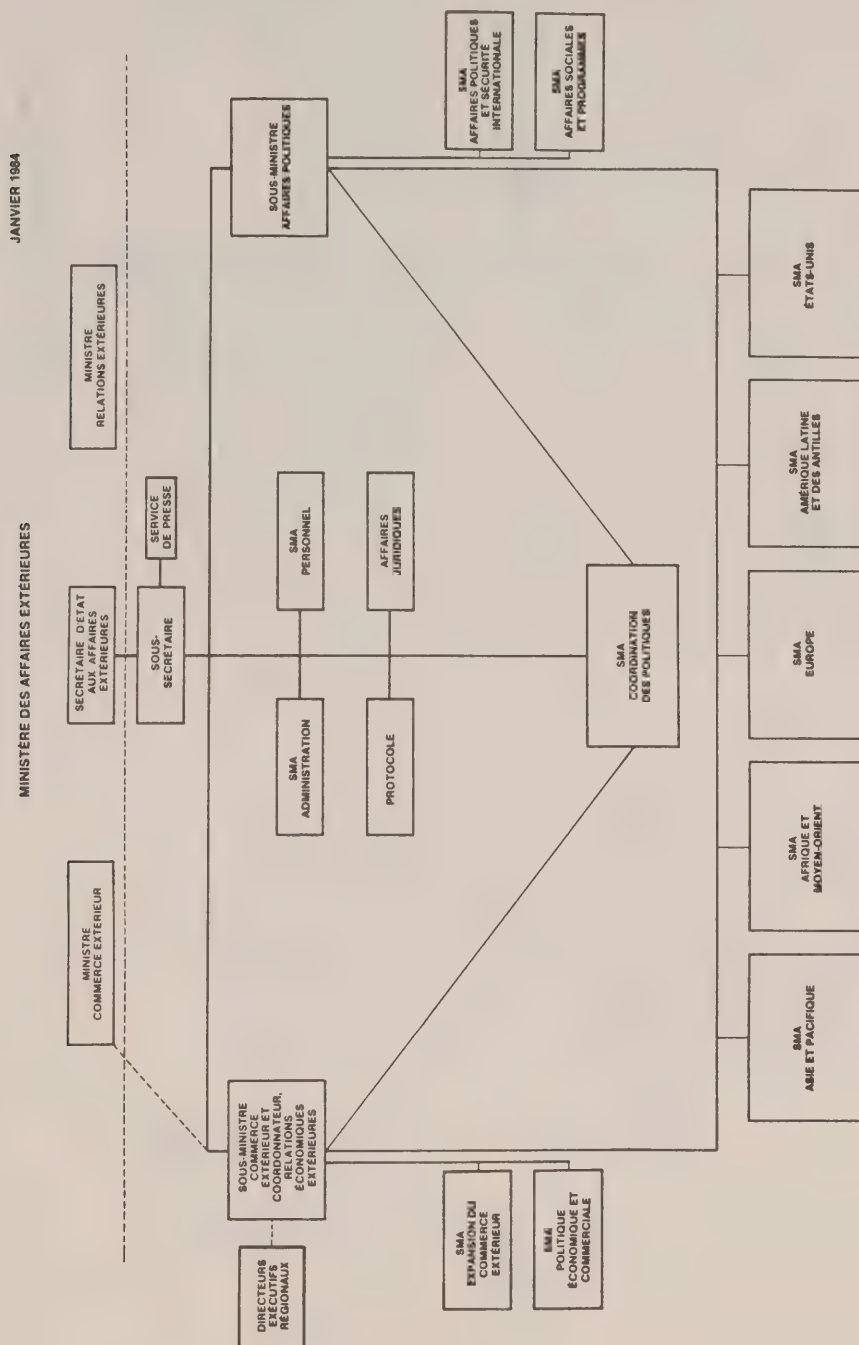 MINISTÈRE DES AFFAIRES EXTÉRIEURES
JANVIER 1984
MINISTRE
COMMERCE EXTÉRIEUR
SECRÉTAIRE D'ÉTAT
AUX AFFAIRES
EXTÉRIEURES
MINISTRE
RELATIONS EXTÉRIEURES
SOUS-
SECRÉTAIRE
SERVICE
DE PRESSE
DIRECTEURS
EXÉCUTIFS
RÉGIONAUX
SOUS-MINISTRE
COMMERCE
EXTÉRIEUR ET
COORDONNATEUR,
RELATIONS
ÉCONOMIQUES
EXTÉRIEURES
SOUS-MINISTRE
AFFAIRES POLITIQUES
SMA
ADMINISTRATION
SMA
PERSONNEL
PROTOCOLE
AFFAIRES
JURIDIQUES
SMA
EXPANSION DU
COMMERCE
EXTÉRIEUR
SMA
POLITIQUE
ÉCONOMIQUE ET
COMMERCIALE
SMA
AFFAIRES POLITIQUES
ET SÉCURITÉ
INTERNATIONALE
SMA
AFFAIRES SOCIALES
ET PROGRAMMES
SMA
COORDINATION
DES POLITIQUES
SMA
ASIE ET PACIFIQUE
SMA
AFRIQUE ET
MOYEN-ORIENT
SMA
EUROPE
SMA
AMÉRIQUE LATINE
ET DES ANTILLES
SMA
ÉTATS-UNIS